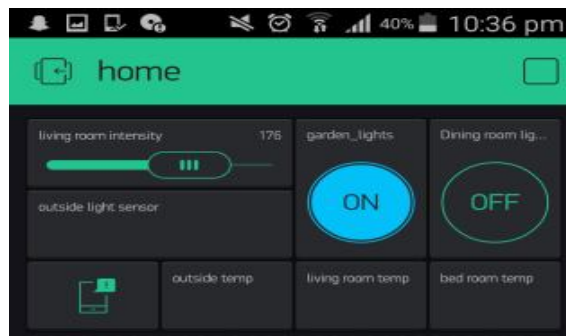 40% 10:36 pm
home
living room intensity 176
garden_lights
Dining room lig...
ON
OFF
outside light sensor
outside temp
living room temp
bed room temp